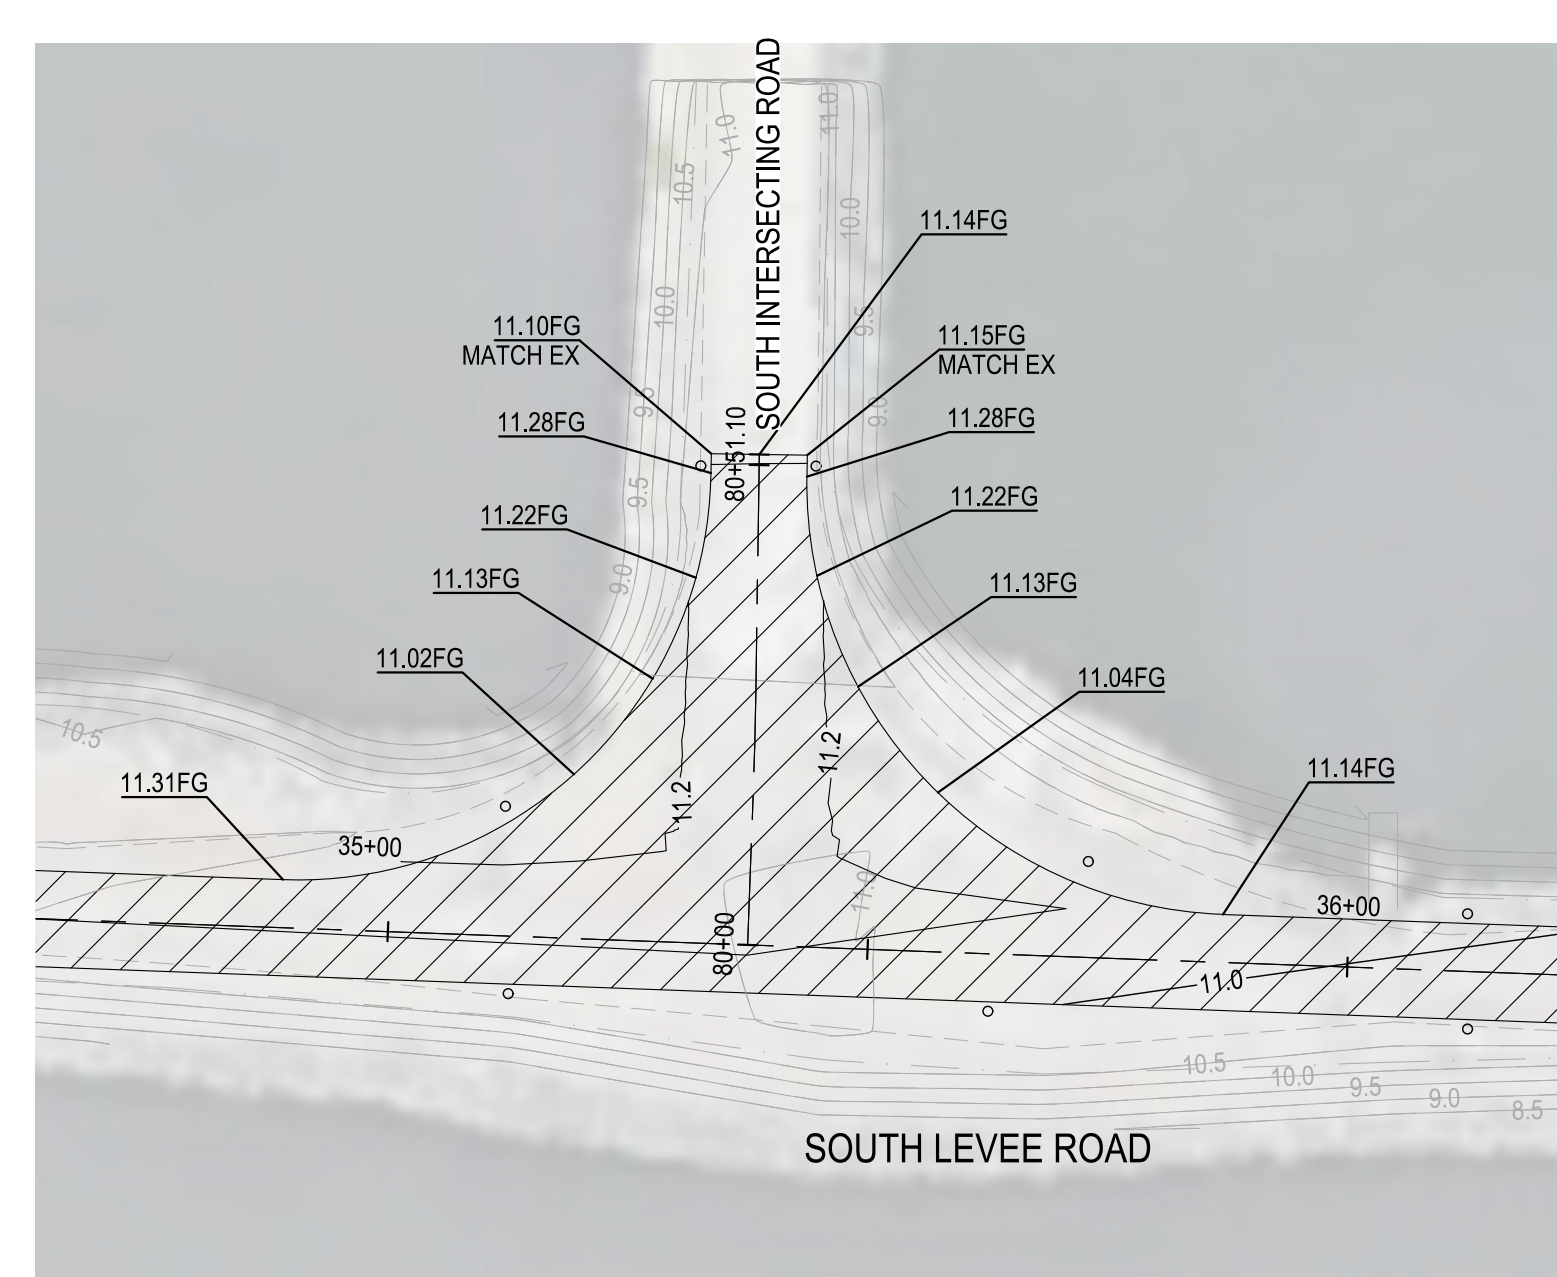 SOUTH INTERSECTING ROAD
11.0
11.0
10.5
10.0
11.14FG
10.0
9.5
11.10FG
MATCH EX
11.15FG
MATCH EX
9.5
9.0
80+51.10
11.28FG
11.28FG
9.5
11.22FG
11.22FG
9.0
11.13FG
11.13FG
11.02FG
11.04FG
10.5
11.2
11.2
11.31FG
11.14FG
35+00
11.0
36+00
80+00
11.0
10.5
10.0
9.5
9.0
8.5
SOUTH LEVEE ROAD